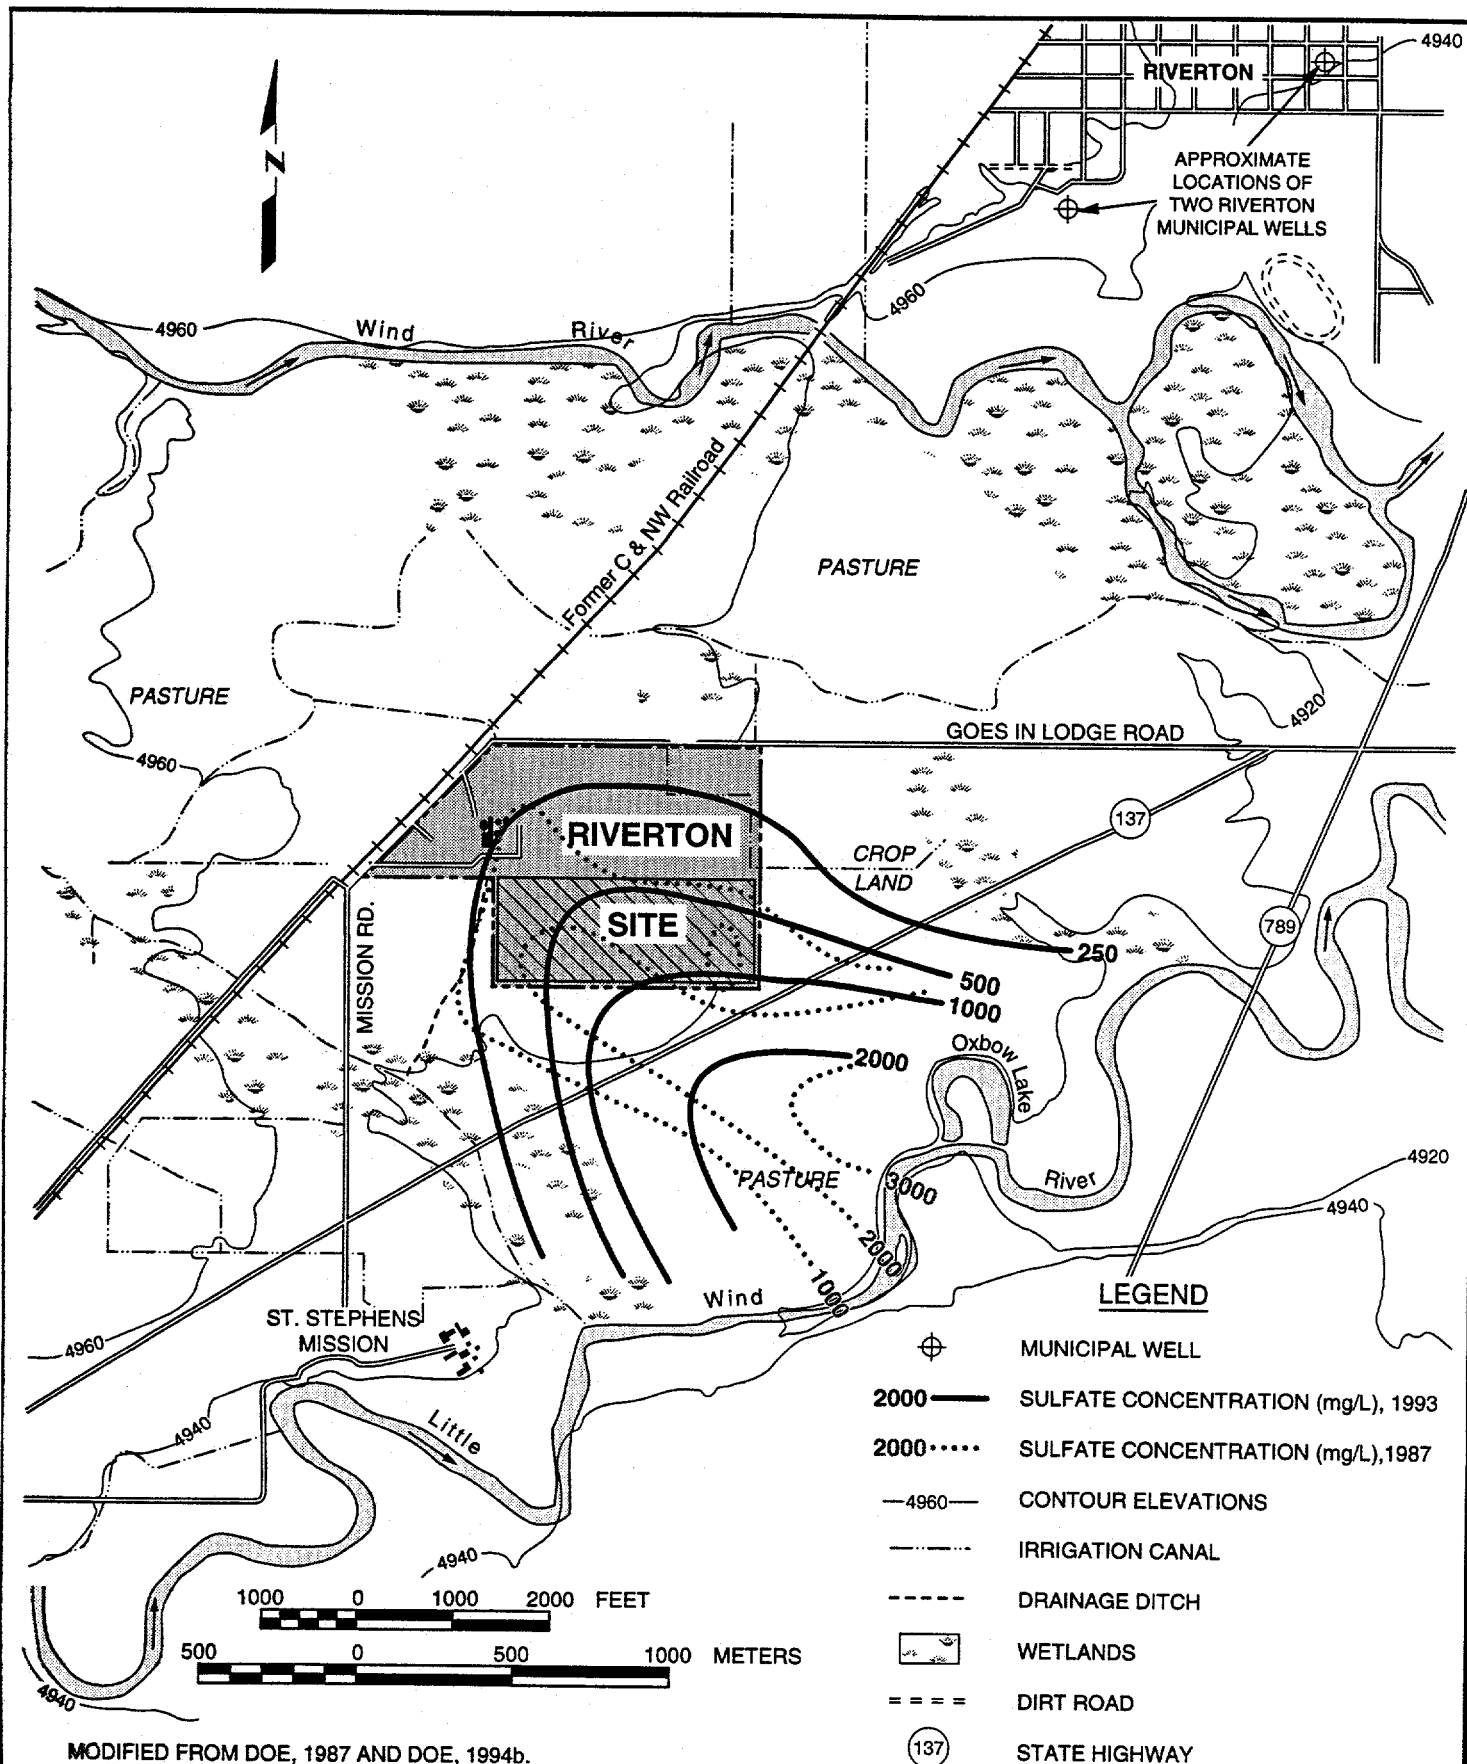 4940
RIVERTON
N
APPROXIMATE
LOCATIONS OF
TWO RIVERTON
MUNICIPAL WELLS
4960
4960
Wind River
Former C & NW Railroad
PASTURE
PASTURE
4920
GOES IN LODGE ROAD
4960
137
RIVERTON
CROP
LAND
SITE
MISSION RD.
789
250
500
1000
Oxbow Lake
2000
4920
PASTURE
3000
River
4940
2000
1000
Wind
LEGEND
ST. STEPHENS
MISSION
4960
MUNICIPAL WELL
2000 SULFATE CONCENTRATION (mg/L), 1993
4940
Little
2000 SULFATE CONCENTRATION (mg/L),1987
4960 CONTOUR ELEVATIONS
4940
IRRIGATION CANAL
1000 0 1000 2000 FEET
DRAINAGE DITCH
500 0 500 1000 METERS
WETLANDS
4940
DIRT ROAD
MODIFIED FROM DOE, 1987 AND DOE, 1994b.
137 STATE HIGHWAY